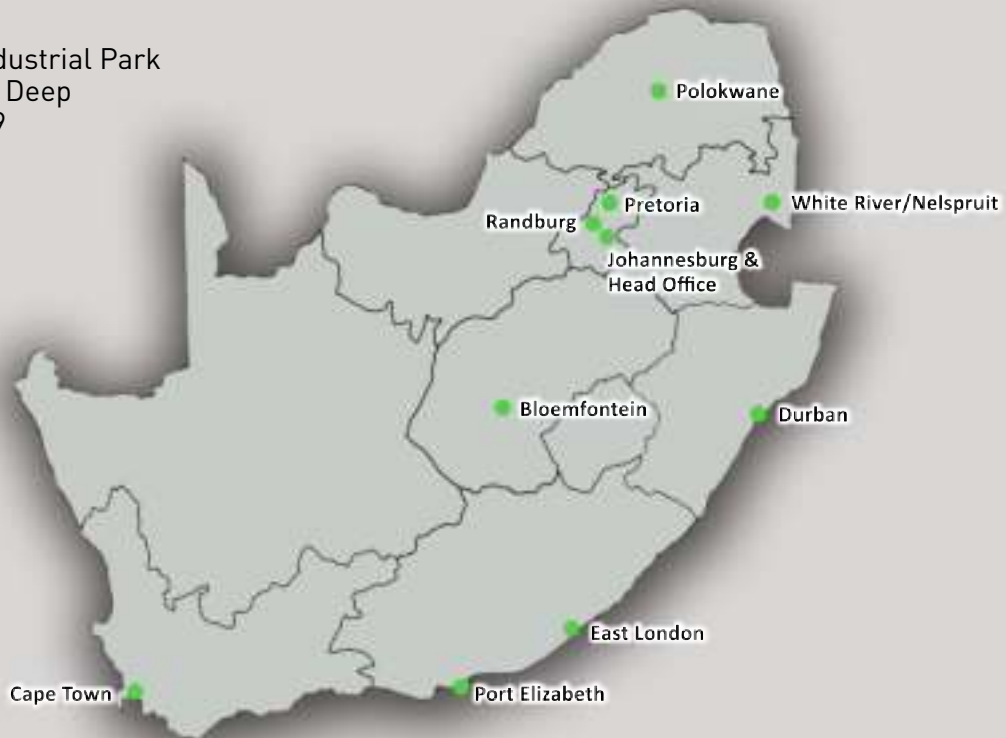 Park
Deep
9
Polokwane
White River/Nelspruit
Pretoria
Randburg
Johannesburg &
Head Office
Bloemfontein
Durban
East London
Cape Town
Port Elizabeth